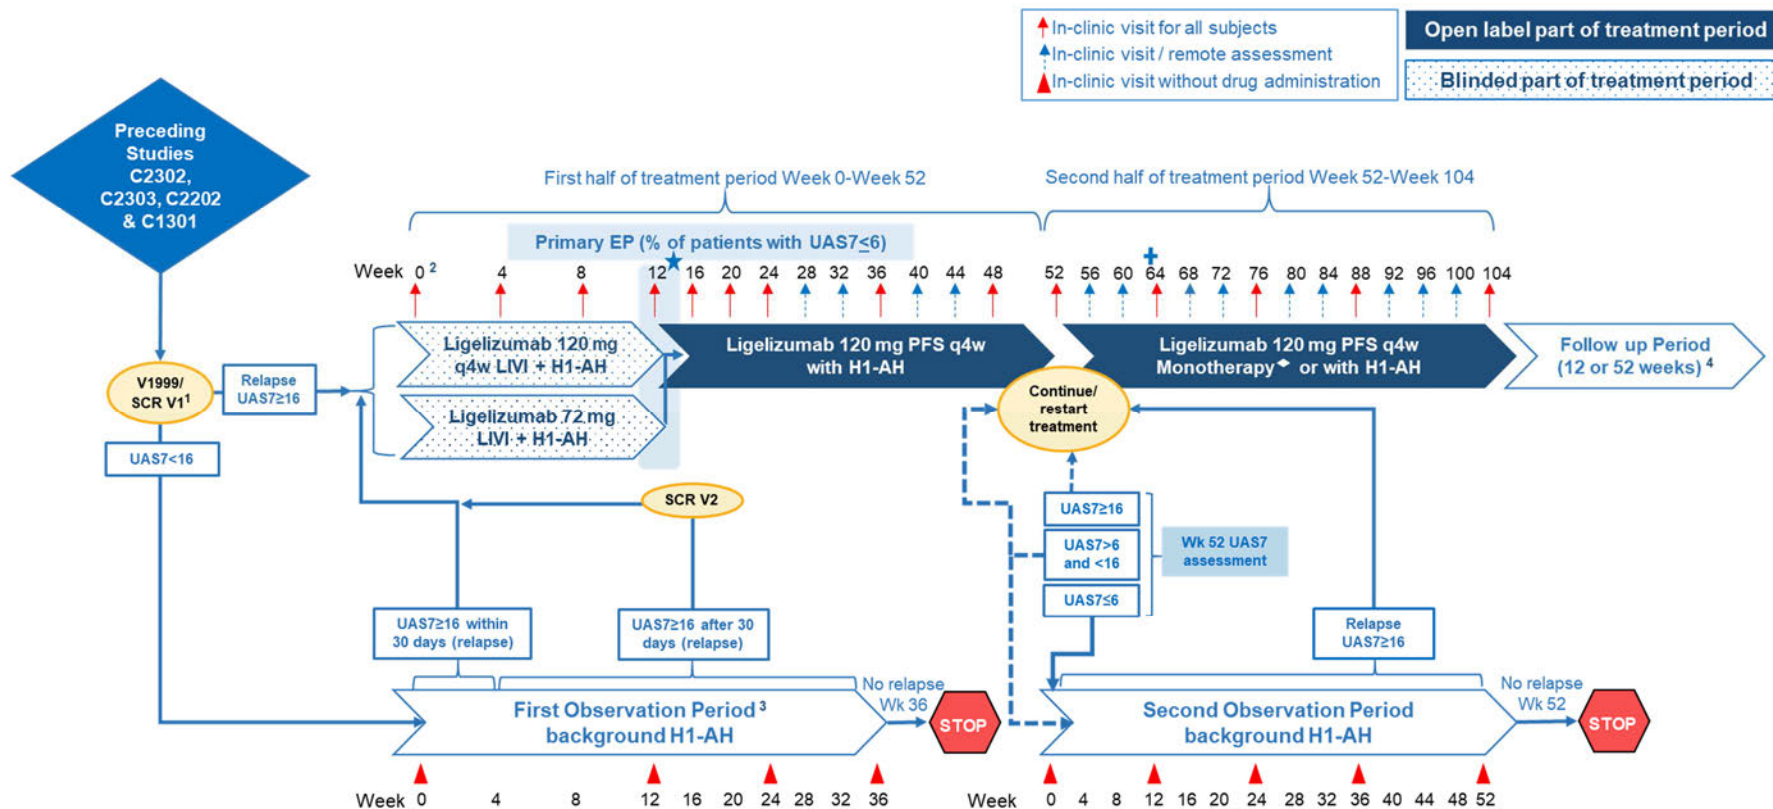 In-clinic visit for all subjects
In-clinic visit / remote assessment
In-clinic visit without drug administration
Open label part of treatment period
Blinded part of treatment period
Preceding
Studies
C2302,
C2303, C2202
& C1301
First half of treatment period Week 0-Week 52
Second half of treatment period Week 52-Week 104
Primary EP (% of patients with UAS7≤6)
Week 0 2 4 8 12 16 20 24 28 32 36 40 44 48 52 56 60 64 68 72 76 80 84 88 92 96 100 104
Ligelizumab 120 mg
q4w LIVI + H1-AH
Ligelizumab 72 mg
LIVI + H1-AH
Ligelizumab 120 mg PFS q4w
with H1-AH
Ligelizumab 120 mg PFS q4w
Monotherapy◆ or with H1-AH
Follow up Period
(12 or 52 weeks) 4
V1999/
SCR V1 1
Relapse
UAS7≥16
UAS7<16
Continue/
restart
treatment
SCR V2
UAS7≥16
UAS7>6
and <16
UAS7≤6
Wk 52 UAS7
assessment
UAS7≥16 within
30 days (relapse)
UAS7≥16 after 30
days (relapse)
Relapse
UAS7≥16
First Observation Period 3
background H1-AH
No relapse
Wk 36
STOP
Second Observation Period
background H1-AH
No relapse
Wk 52
STOP
Week 0 4 8 12 16 20 24 28 32 36
Week 0 4 8 12 16 20 24 28 32 36 40 44 48 52